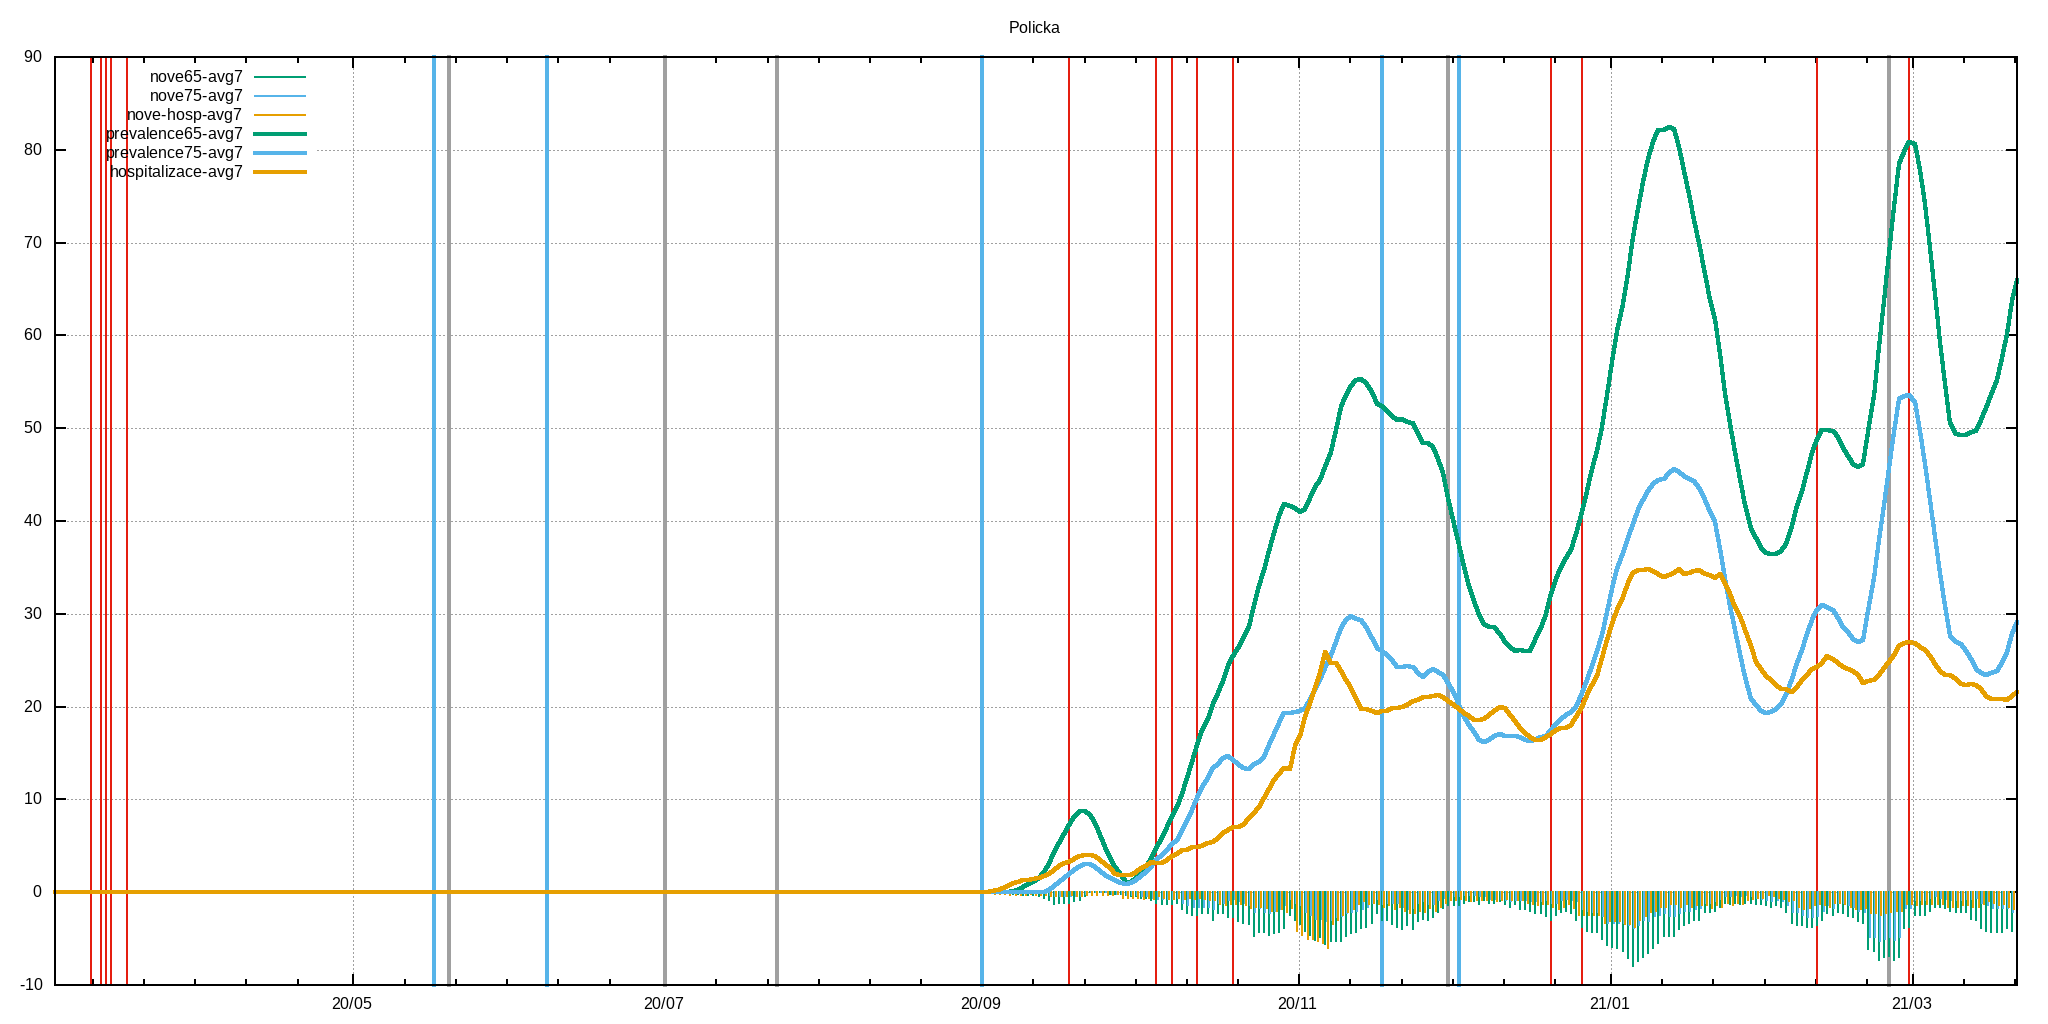 Policka
90
nove65-avg7
nove75-avg7
nove-hosp-avg7
prevalence65-avg7
prevalence75-avg7
hospitalizace-avg7
80
70
60
50
40
30
20
10
0
-10
20/05 20/07 20/09 20/11 21/01 21/03